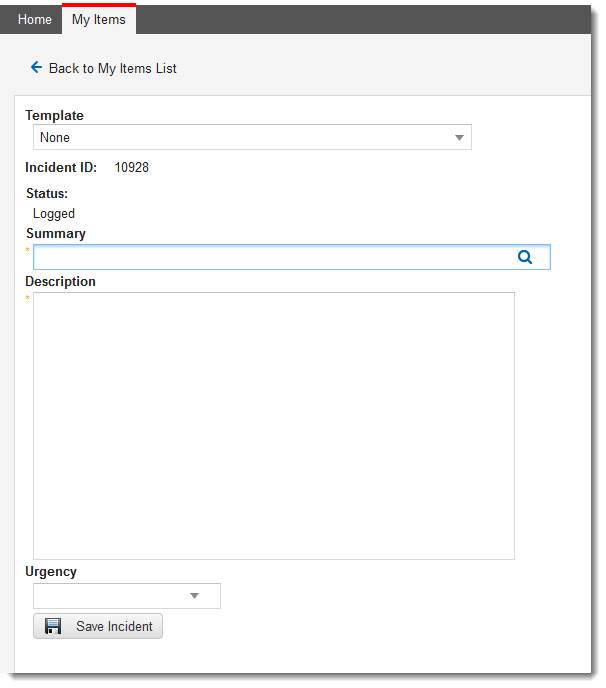 Home My Items
Back to My Items List
Template
None
Incident ID: 10928
Status:
Logged
Summary
*
Description
*
Urgency
Save Incident